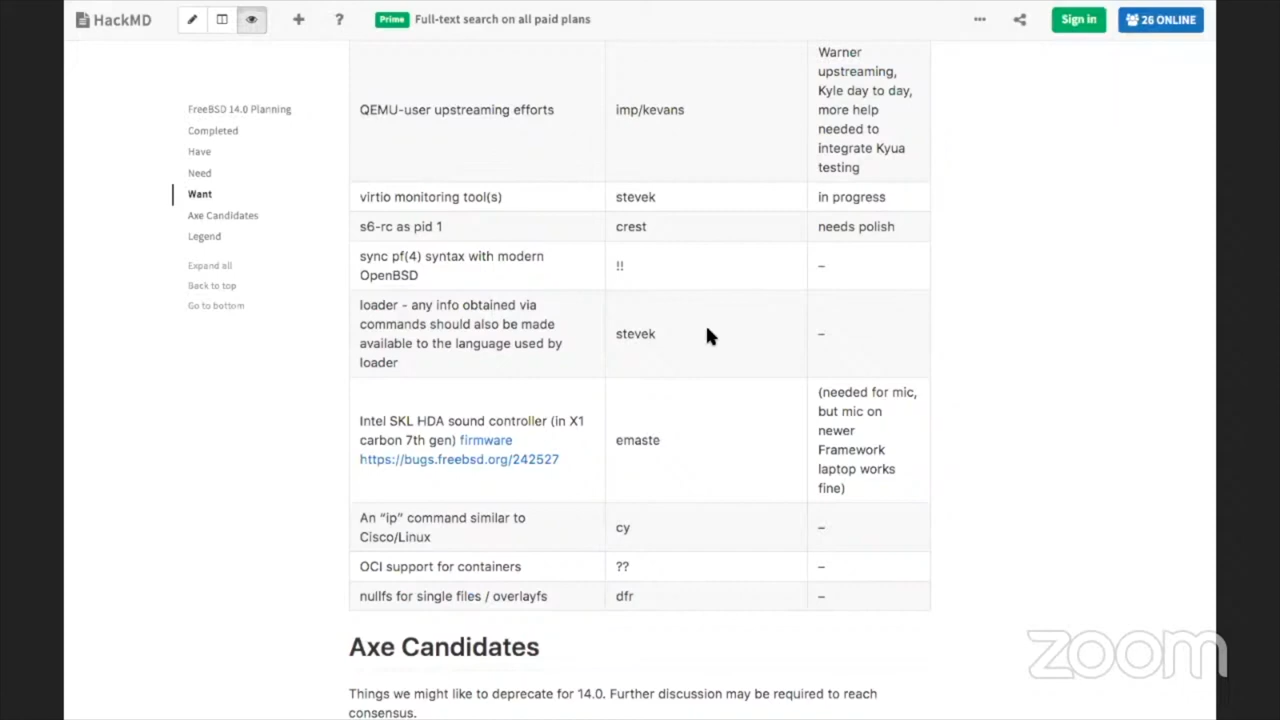 HackMD
?
Prime Full-text search on all paid plans
Sign in
26 ONLINE
FreeBSD 14.0 Planning
Completed
Have
Need
Want
Axe Candidates
Legend
Expand all
Back to top
Go to bottom
QEMU-user upstreaming efforts
imp/kevans
Warner
upstreaming,
Kyle day to day,
more help
needed to
integrate Kyua
testing
virtio monitoring tool(s)
stevek
in progress
s6-rc as pid 1
crest
needs polish
sync pf(4) syntax with modern
OpenBSD
!!
–
loader - any info obtained via
commands should also be made
available to the language used by
loader
stevek
–
Intel SKL HDA sound controller (in X1
carbon 7th gen) firmware
https://bugs.freebsd.org/242527
emaste
(needed for mic,
but mic on
newer
Framework
laptop works
fine)
An “ip” command similar to
Cisco/Linux
cy
–
OCI support for containers
??
–
nullfs for single files / overlayfs
dfr
–
Axe Candidates
Things we might like to deprecate for 14.0. Further discussion may be required to reach
consensus.
zoom